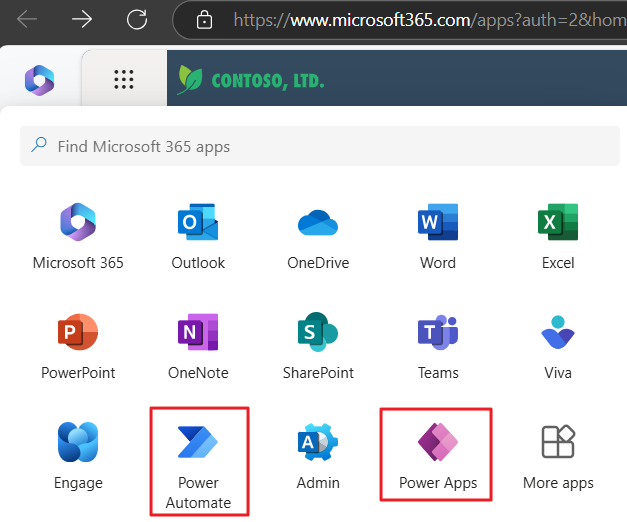 https://www.microsoft365.com/apps?auth=2&hom
CONTOSO, LTD.
Find Microsoft 365 apps
Microsoft 365
Outlook
OneDrive
Word
Excel
PowerPoint
OneNote
SharePoint
Teams
Viva
Engage
Power
Automate
Admin
Power Apps
More apps